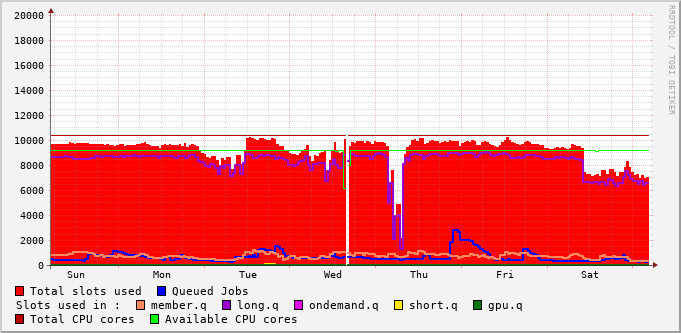 RRDTOOL / TOBI OETIKER
20000
18000
16000
14000
12000
10000
8000
6000
4000
2000
0
Sun Mon Tue Wed Thu Fri Sat
Total slots used Queued Jobs
Slots used in : member.q long.q ondemand.q short.q gpu.q
Total CPU cores Available CPU cores